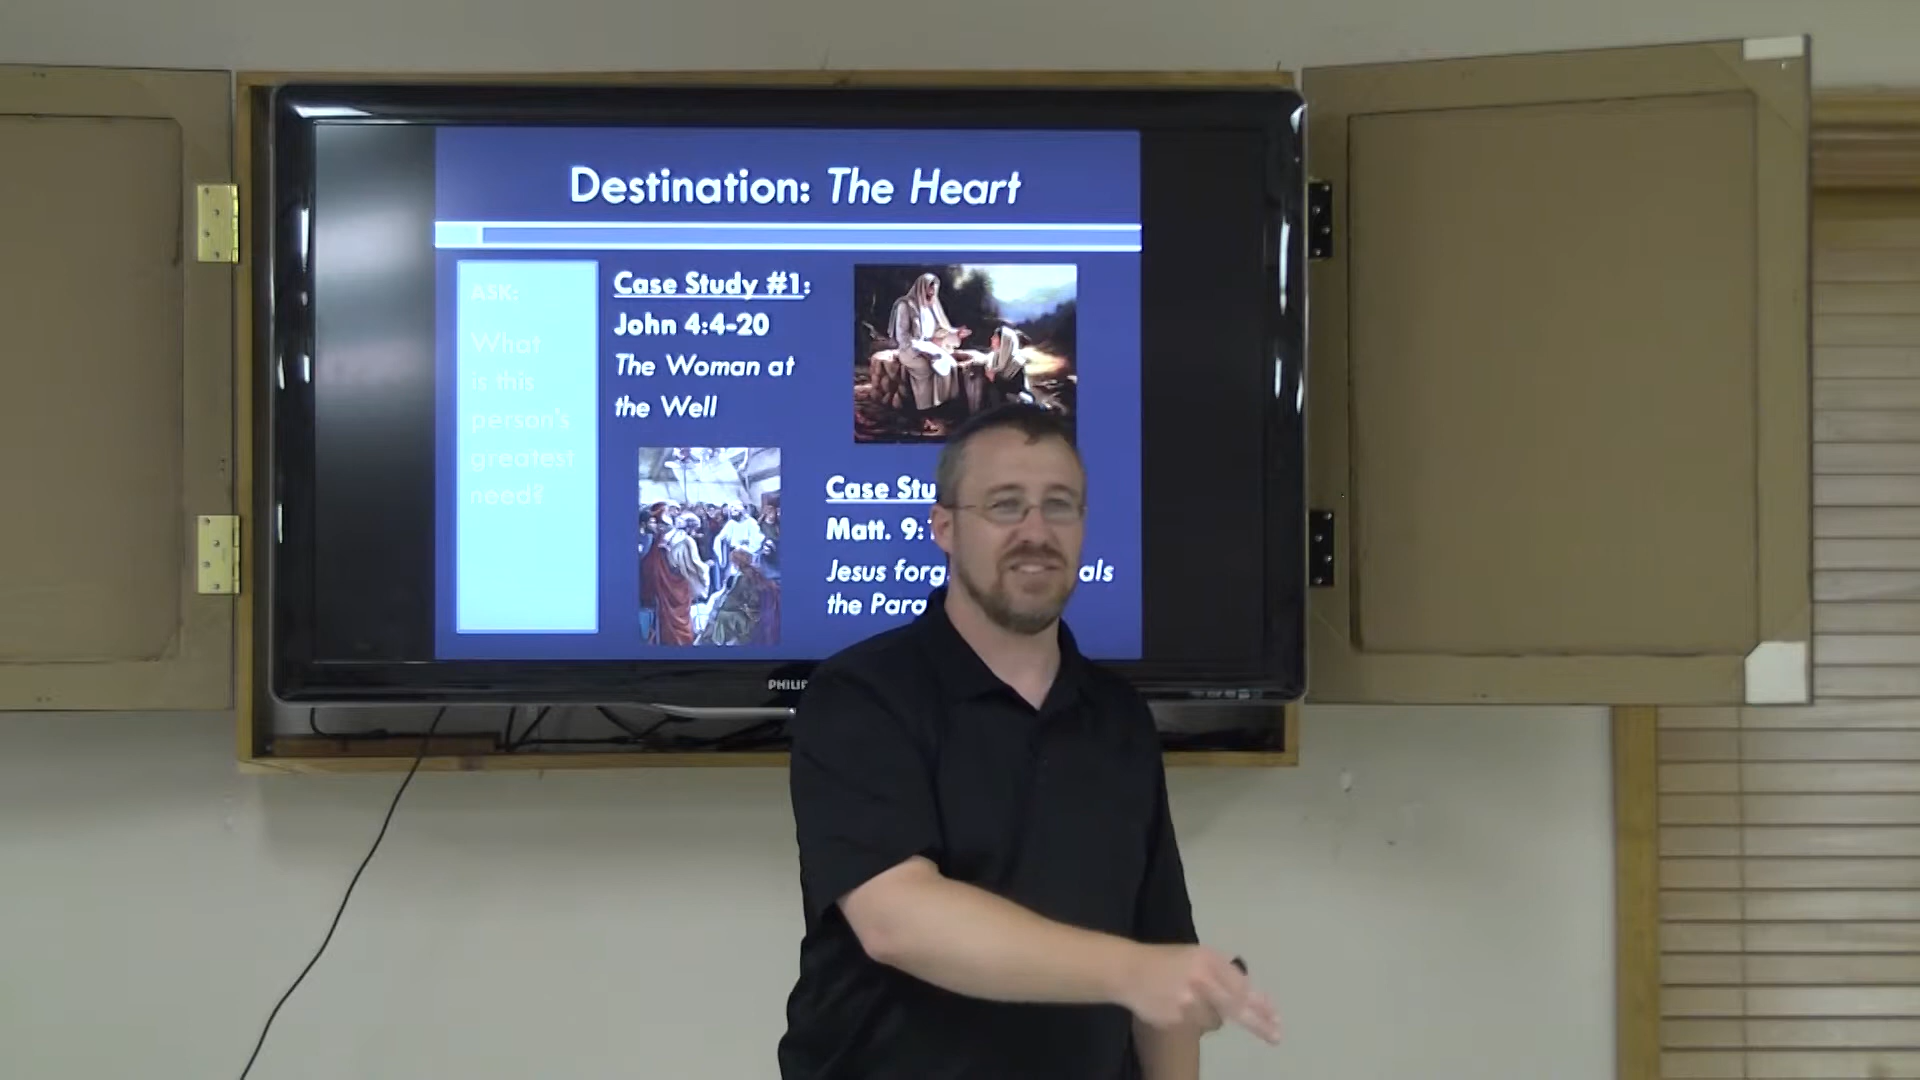 Destination: The Heart
ASK:
What
is this
person's
greatest
need?
Case Study #1:
John 4:4-20
The Woman at
the Well
Case Stu
Matt. 9:
Jesus forg als
the Para
PHILIP